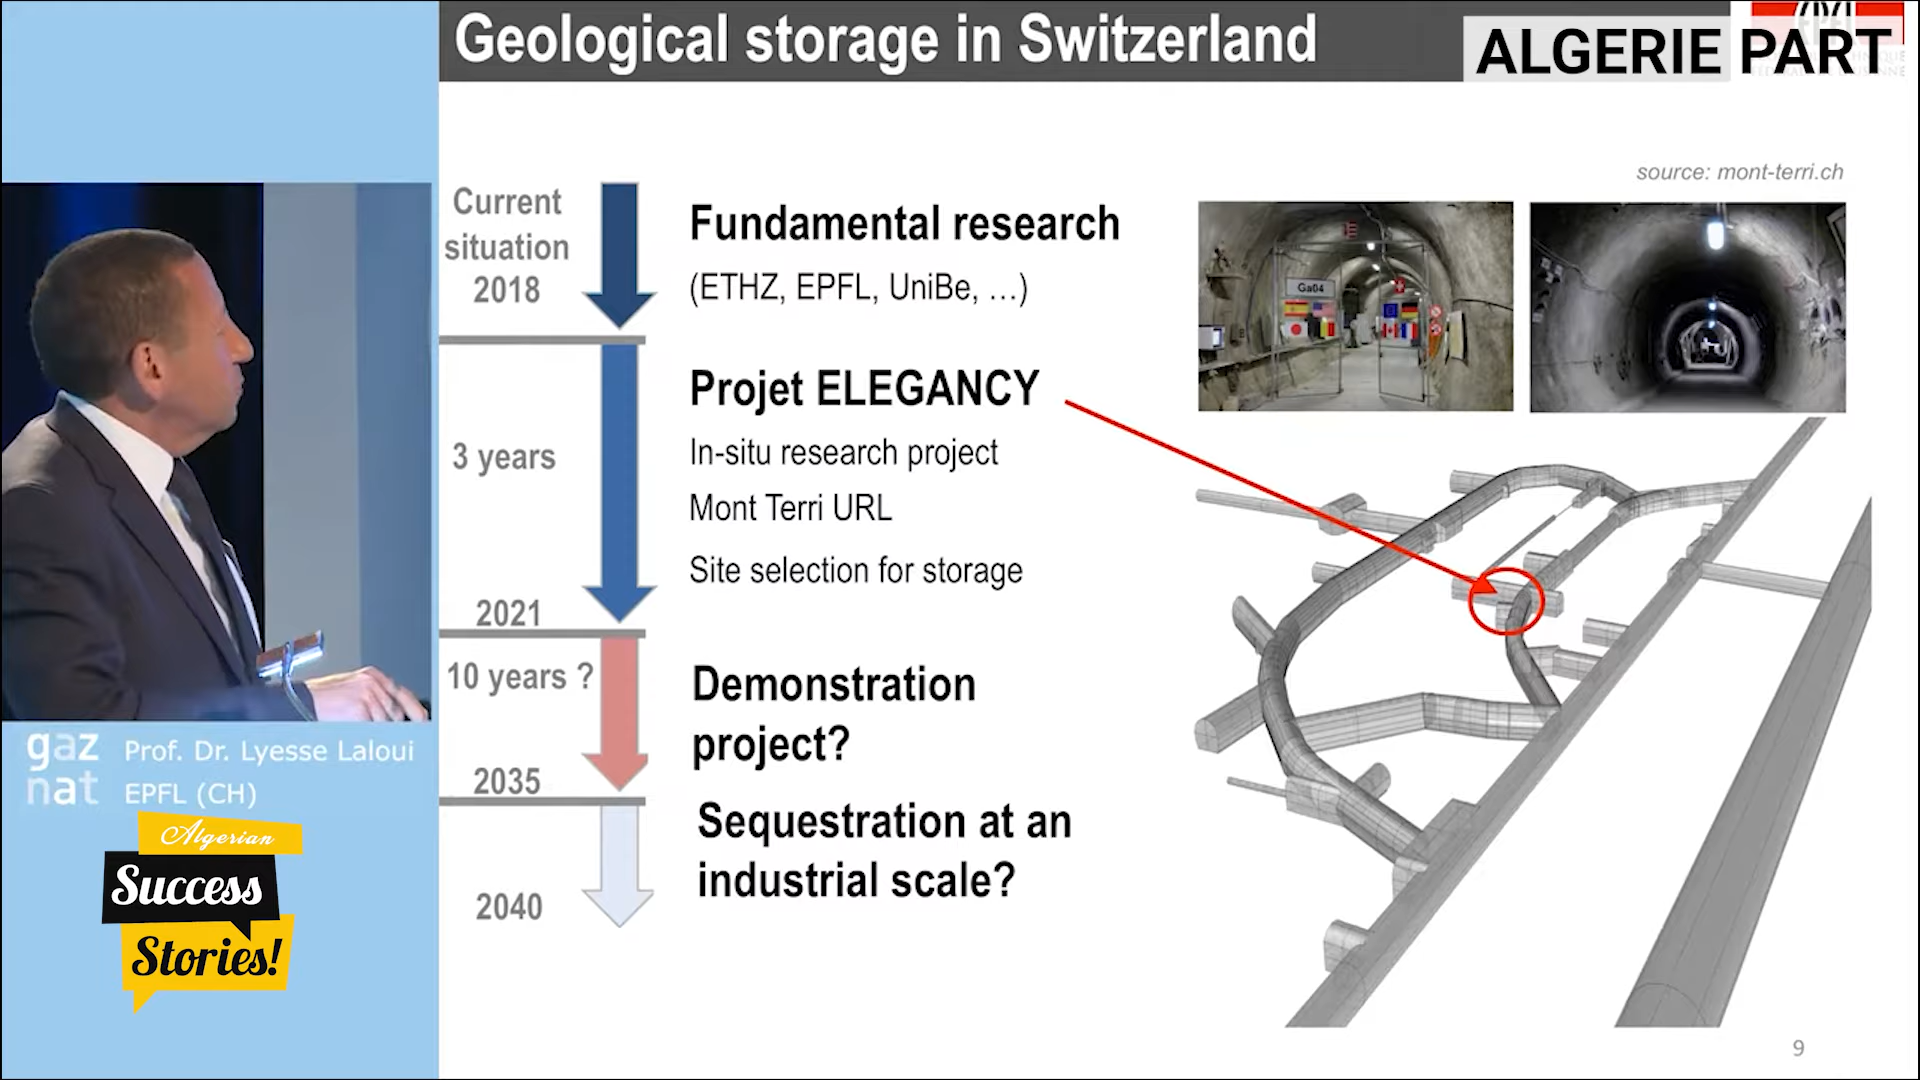 Geological storage in Switzerland
ALGERIE PART
source: mont-terri.ch
Current
situation
2018
Fundamental research
(ETHZ, EPFL, UniBe, …)
Ga04
Projet ELEGANCY
3 years
In-situ research project
Mont Terri URL
Site selection for storage
2021
10 years ?
Demonstration
project?
2035
Sequestration at an
industrial scale?
2040
gaz
nat
Prof. Dr. Lyesse Laloui
EPFL (CH)
Algerian
Success
Stories!
9